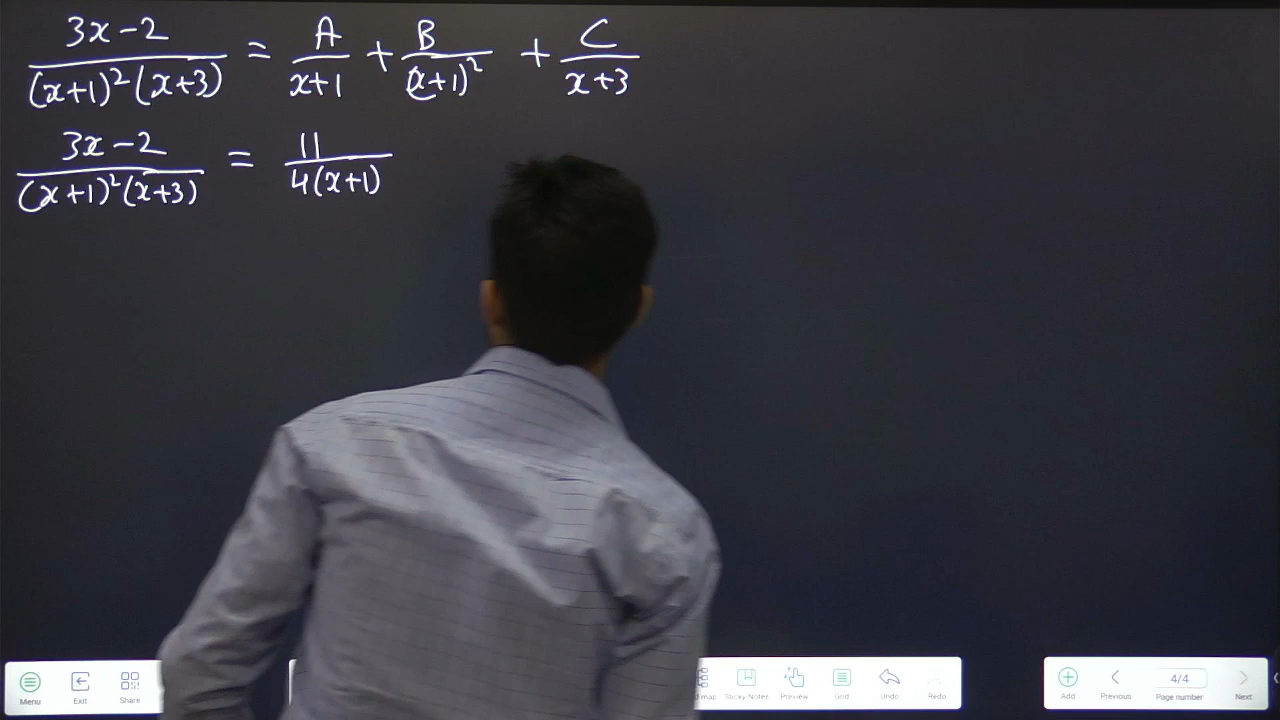 (3x-2)/((x+1)²(x+3)) = A/(x+1) + B/(x+1)² + C/(x+3)
(3x-2)/((x+1)²(x+3)) = 11/(4(x+1))
Menu Exit Share Sticky Notes Preview Grid Undo Redo Add Previous 4/4 Page number Next